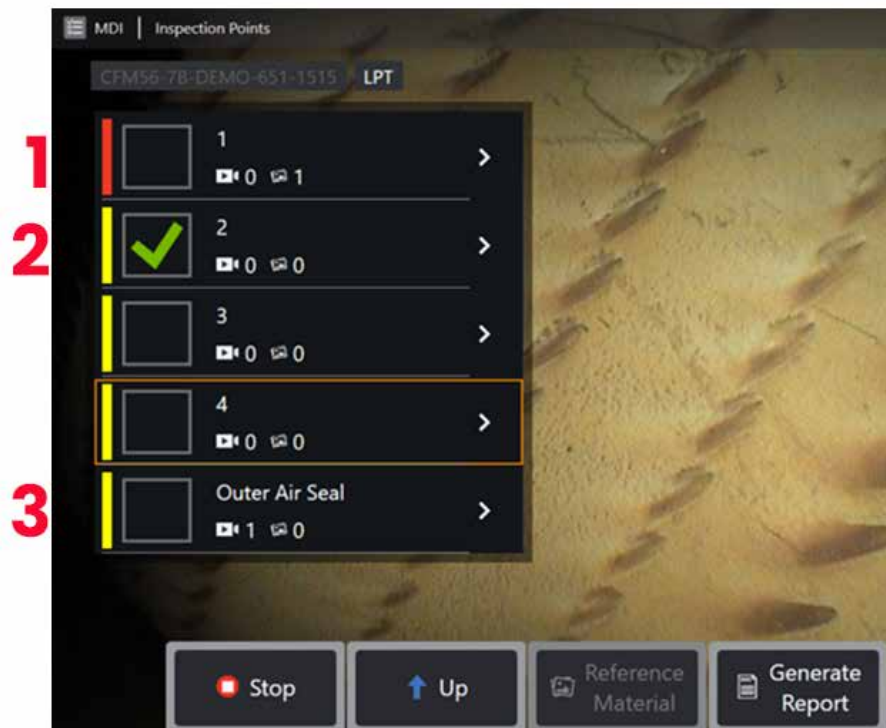 MDI | Inspection Points
CFM56-7B-DEMO-651-1515 LPT
1
1
0 1
2
2
0 0
3
0 0
4
0 0
3
Outer Air Seal
1 0
Stop
Up
Reference
Material
Generate
Report